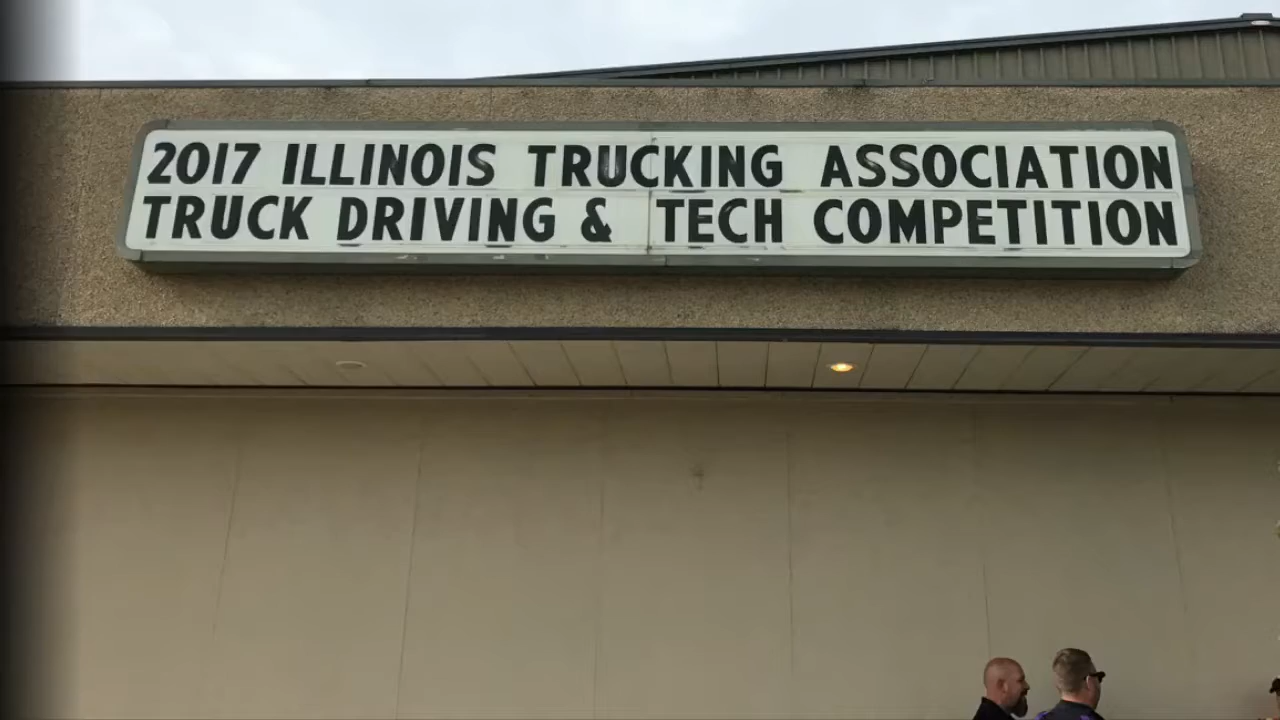 2017 ILLINOIS TRUCKING ASSOCIATION
TRUCK DRIVING & TECH COMPETITION